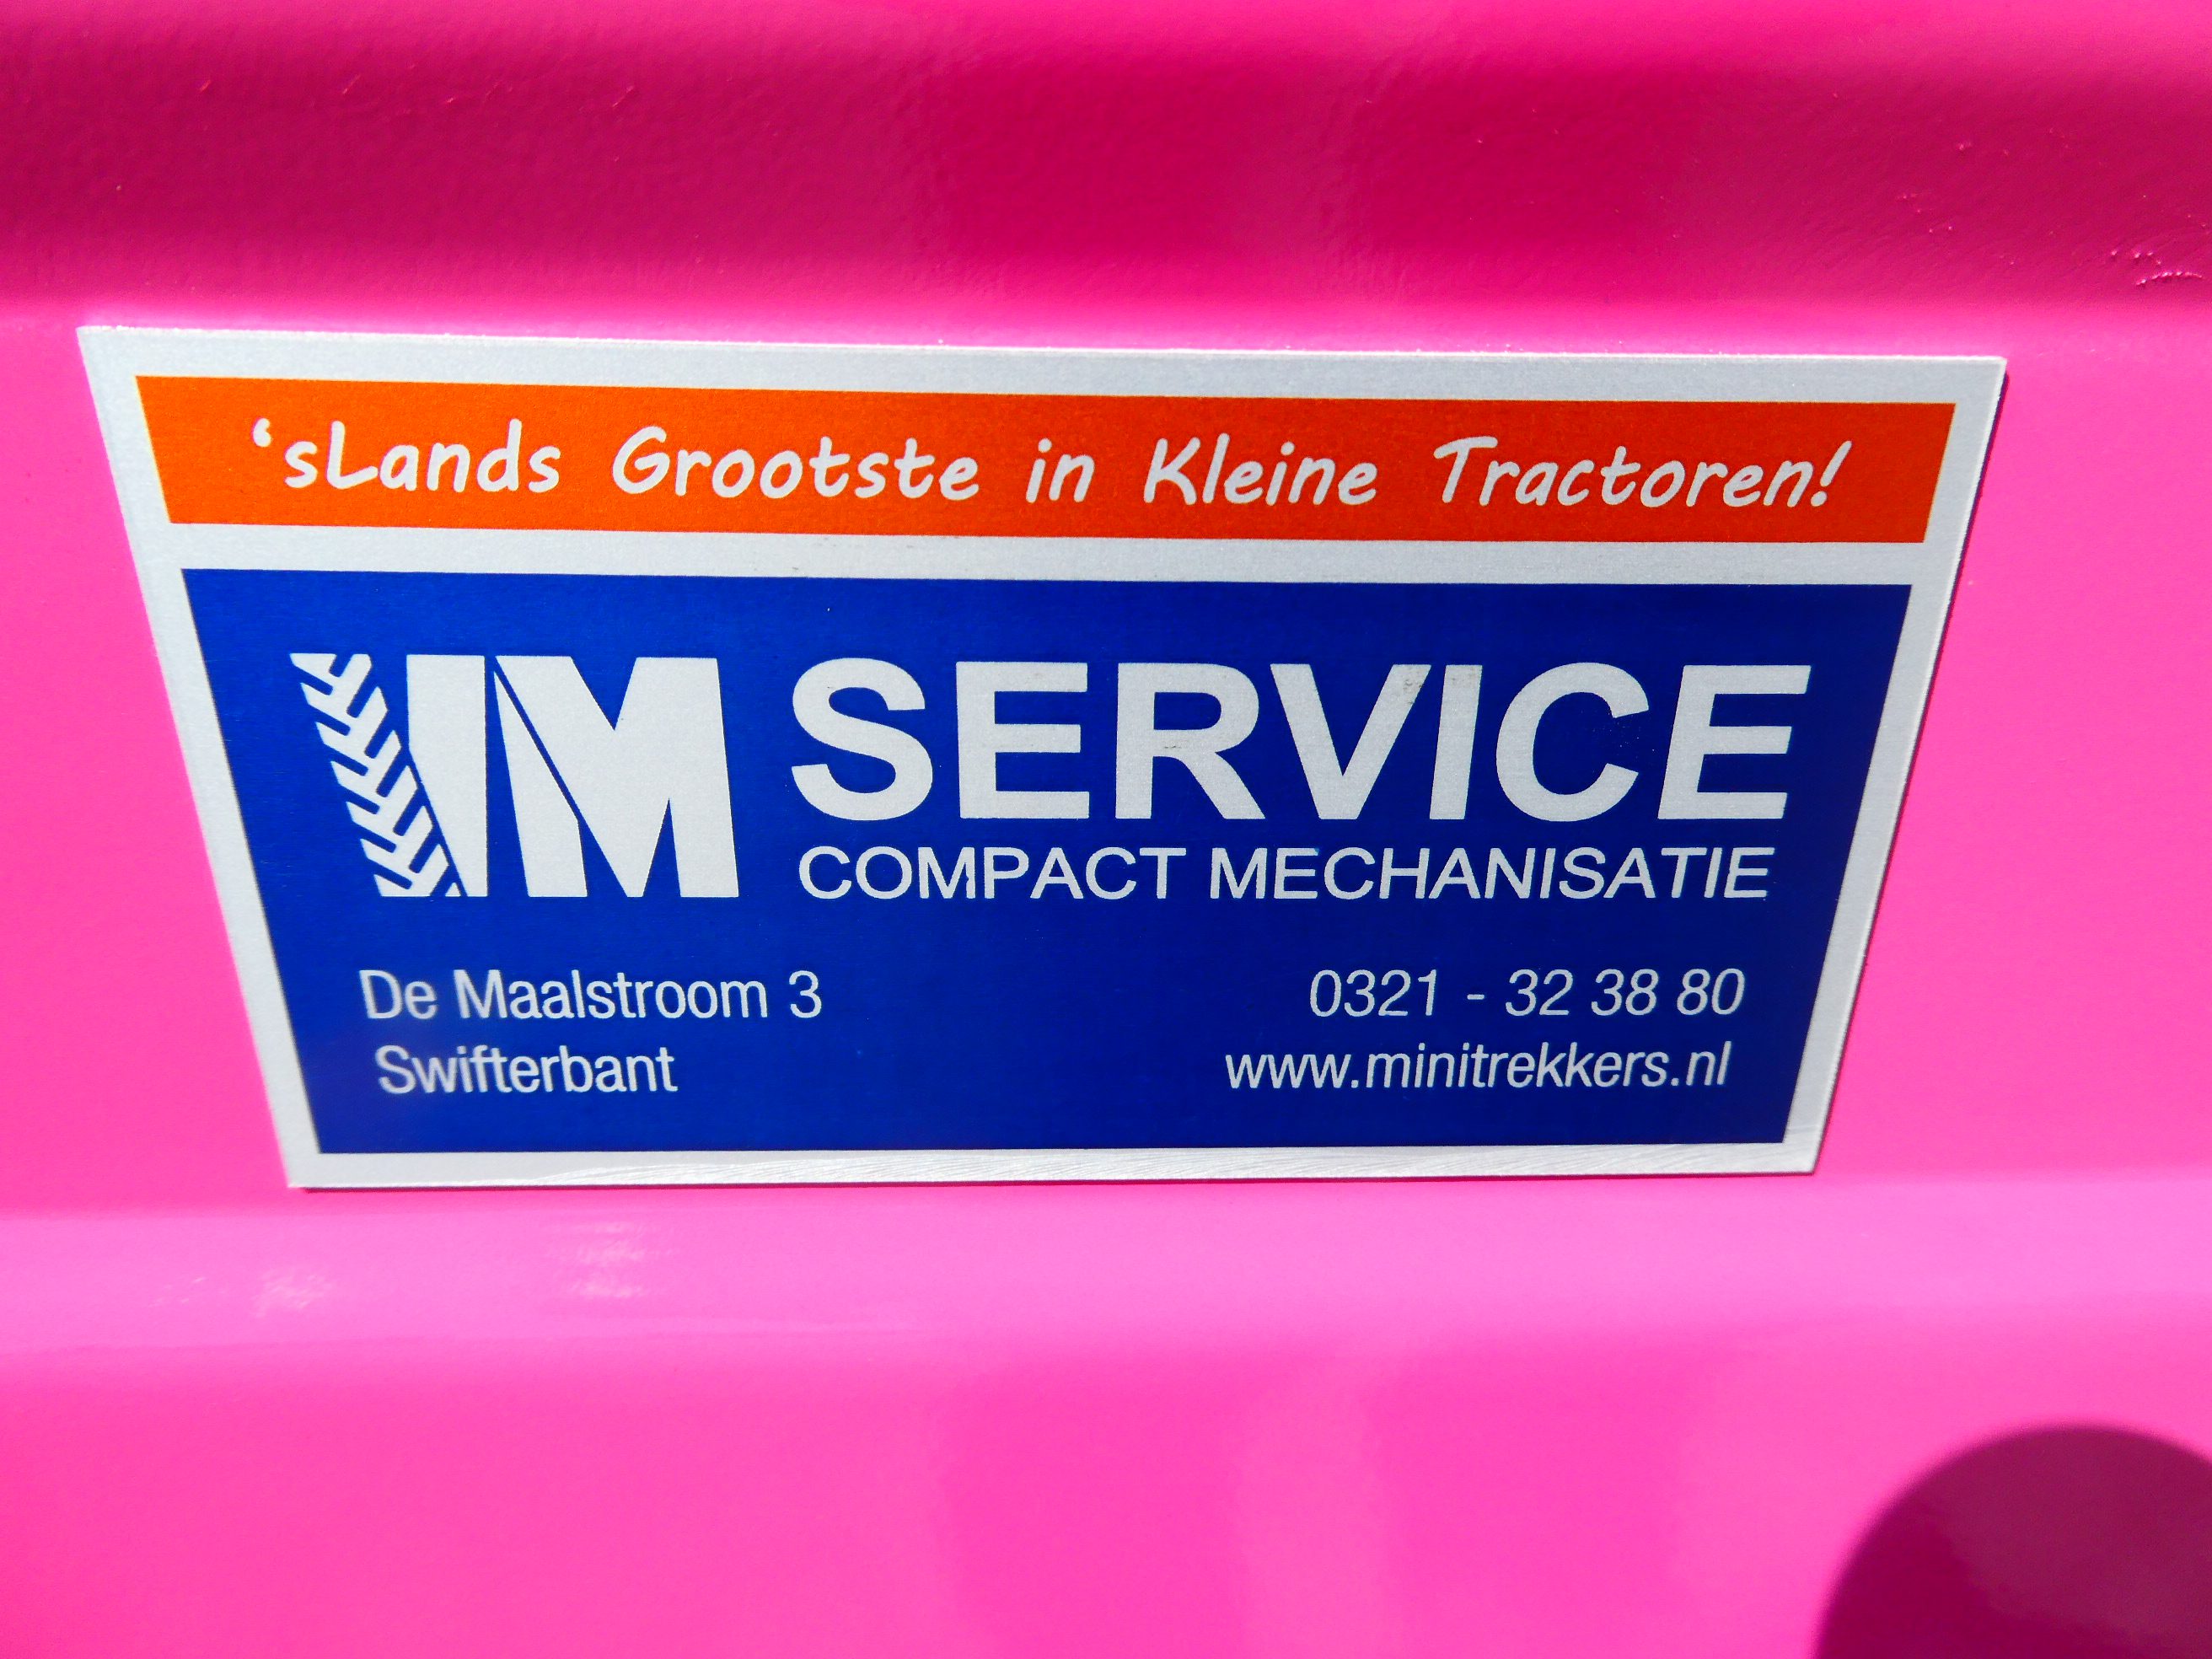 ‘sLands Grootste in Kleine Tractoren!
IM SERVICE
COMPACT MECHANISATIE
De Maalstroom 3
0321 - 32 38 80
Swifterbant
www.minitrekkers.nl